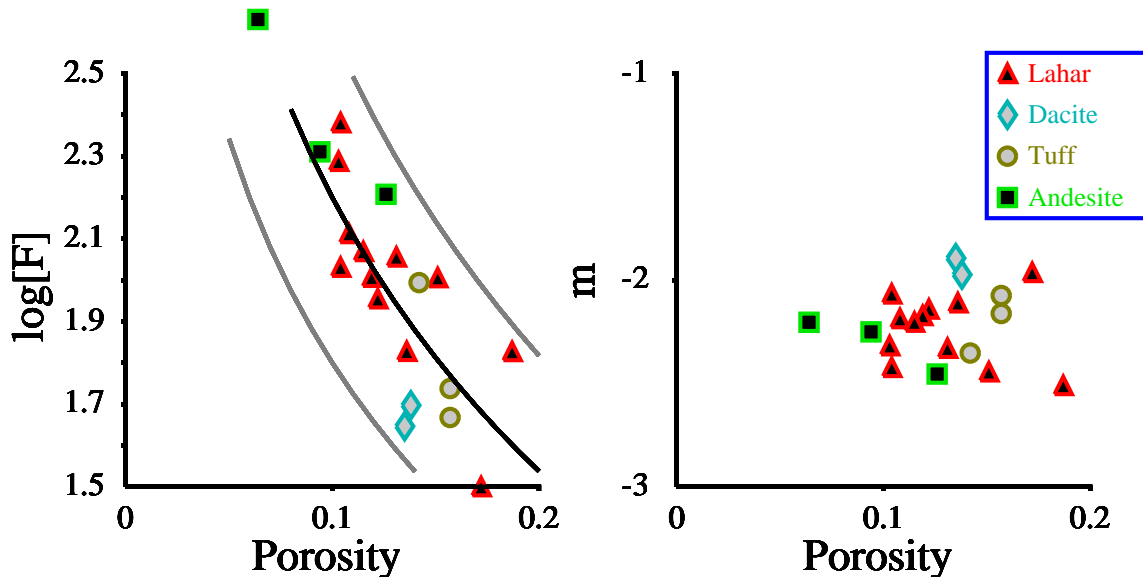 2.5
2.3
2.1
1.9
1.7
1.5
log[F]
0
0.1
0.2
Porosity
-1
-2
-3
m
0
0.1
0.2
Porosity
Lahar
Dacite
Tuff
Andesite